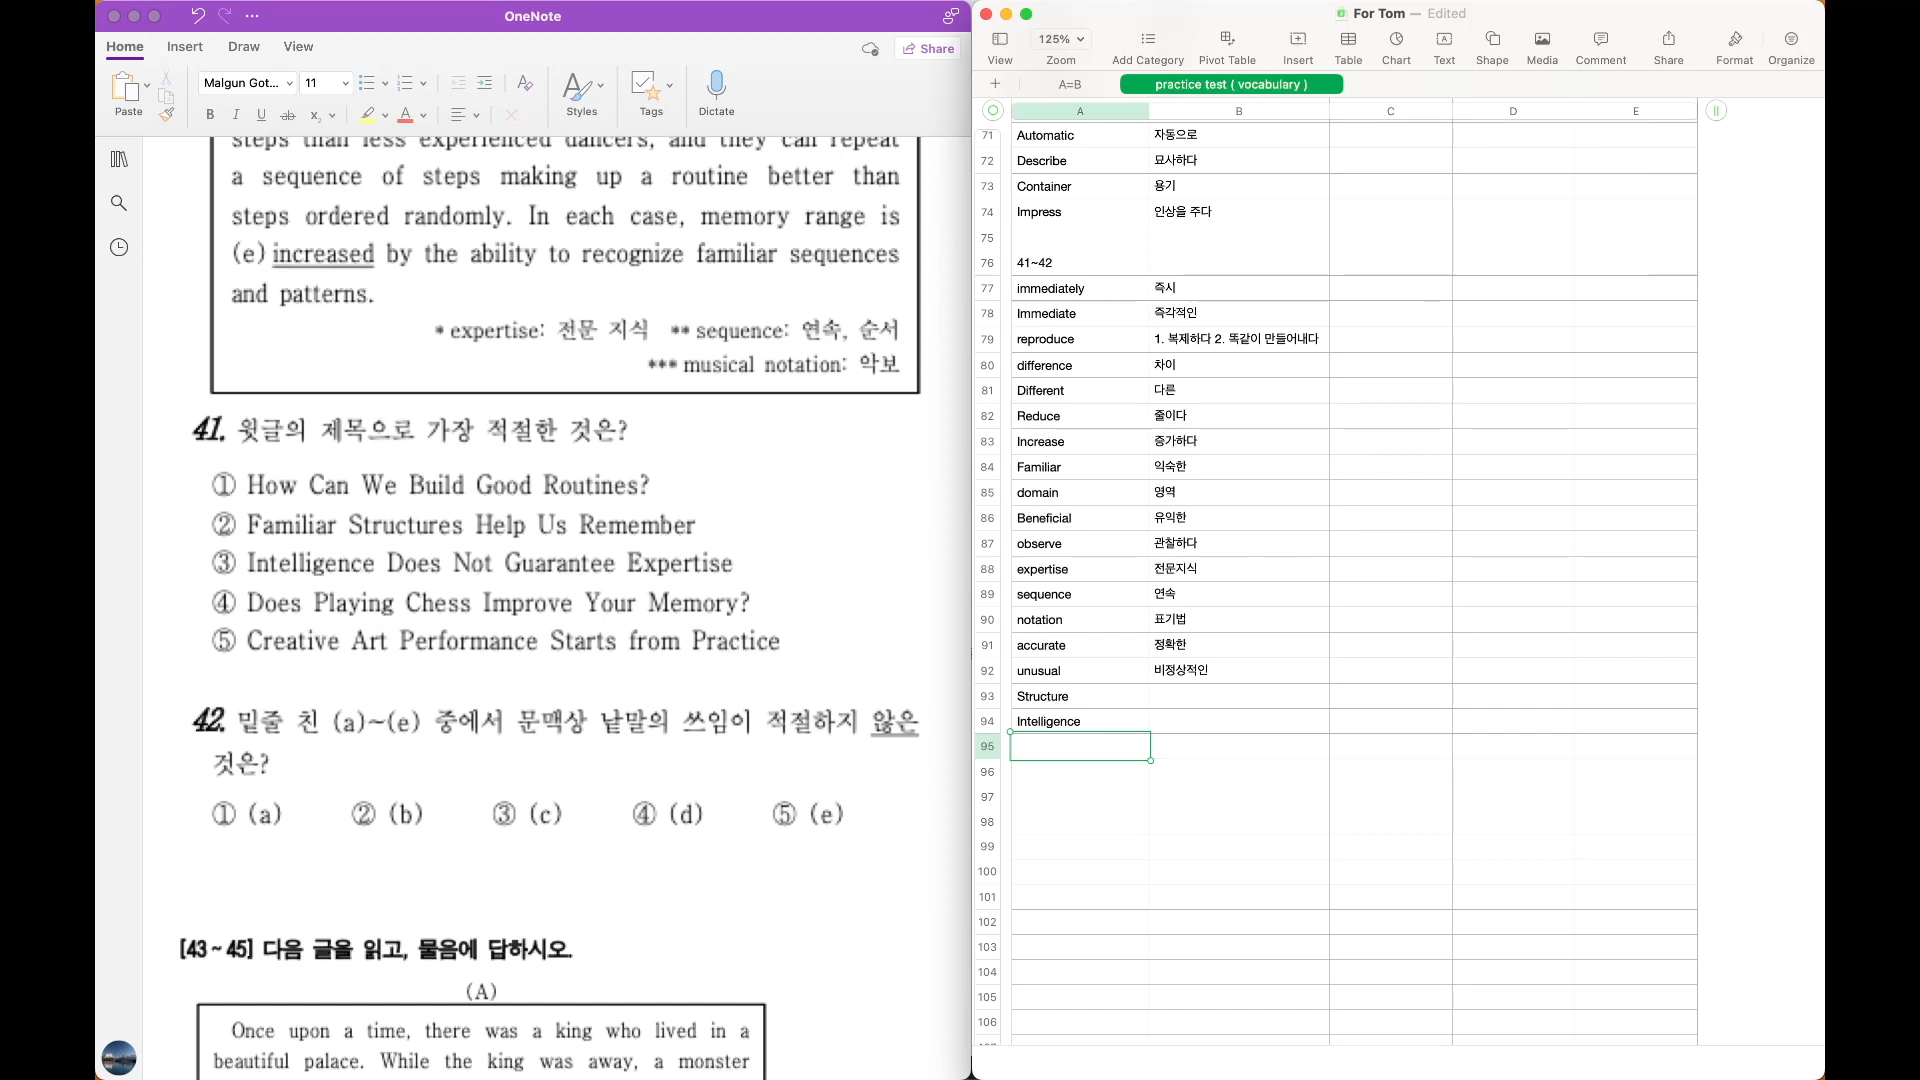 OneNote
Home Insert Draw View
Share
Paste
Malgun Got... 11
B I U ab x₂ A
Styles
Tags
Dictate
steps than less experienced dancers, and they can repeat
a sequence of steps making up a routine better than
steps ordered randomly. In each case, memory range is
(e) increased by the ability to recognize familiar sequences
and patterns.
* expertise: 전문 지식 ** sequence: 연속, 순서
*** musical notation: 악보
41. 윗글의 제목으로 가장 적절한 것은?
① How Can We Build Good Routines?
② Familiar Structures Help Us Remember
③ Intelligence Does Not Guarantee Expertise
④ Does Playing Chess Improve Your Memory?
⑤ Creative Art Performance Starts from Practice
42. 밑줄 친 (a)~(e) 중에서 문맥상 낱말의 쓰임이 적절하지 않은
것은?
① (a) ② (b) ③ (c) ④ (d) ⑤ (e)
[43~45] 다음 글을 읽고, 물음에 답하시오.
(A)
Once upon a time, there was a king who lived in a
beautiful palace. While the king was away, a monster
For Tom — Edited
125%
View Zoom Add Category Pivot Table Insert Table Chart Text Shape Media Comment Share Format Organize
A=B
practice test ( vocabulary )
A B C D E
71 Automatic 자동으로
72 Describe 묘사하다
73 Container 용기
74 Impress 인상을 주다
75
76 41~42
77 immediately 즉시
78 Immediate 즉각적인
79 reproduce 1. 복제하다 2. 똑같이 만들어내다
80 difference 차이
81 Different 다른
82 Reduce 줄이다
83 Increase 증가하다
84 Familiar 익숙한
85 domain 영역
86 Beneficial 유익한
87 observe 관찰하다
88 expertise 전문지식
89 sequence 연속
90 notation 표기법
91 accurate 정확한
92 unusual 비정상적인
93 Structure
94 Intelligence
95
96
97
98
99
100
101
102
103
104
105
106